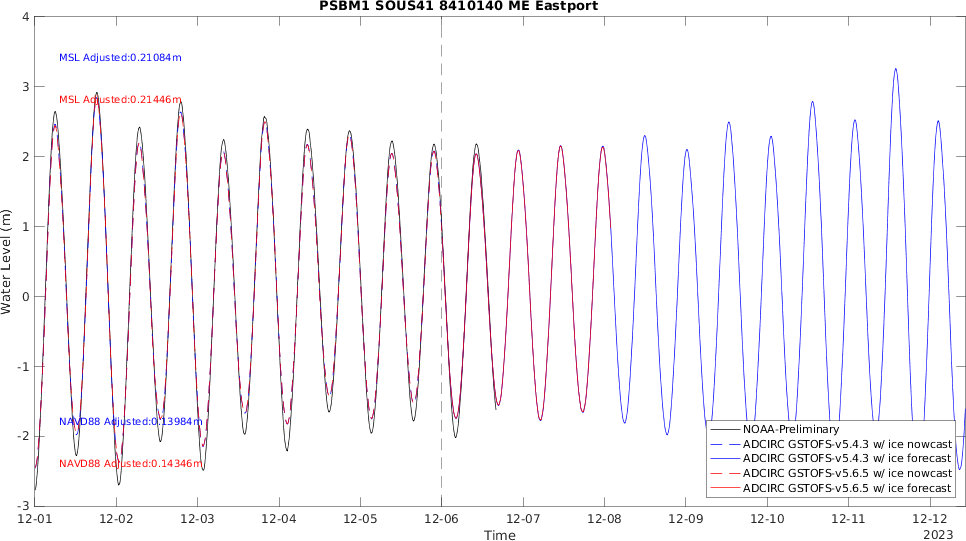 PSBM1 SOUS41 8410140 ME Eastport
4
3
2
1
0
-1
-2
-3
Water Level (m)
MSL Adjusted:0.21084m
MSL Adjusted:0.21446m
NAVD88 Adjusted:0.13984m
NAVD88 Adjusted:0.14346m
NOAA-Preliminary
ADCIRC GSTOFS-v5.4.3 w/ ice nowcast
ADCIRC GSTOFS-v5.4.3 w/ ice forecast
ADCIRC GSTOFS-v5.6.5 w/ ice nowcast
ADCIRC GSTOFS-v5.6.5 w/ ice forecast
12-01 12-02 12-03 12-04 12-05 12-06 12-07 12-08 12-09 12-10 12-11 12-12
Time
2023